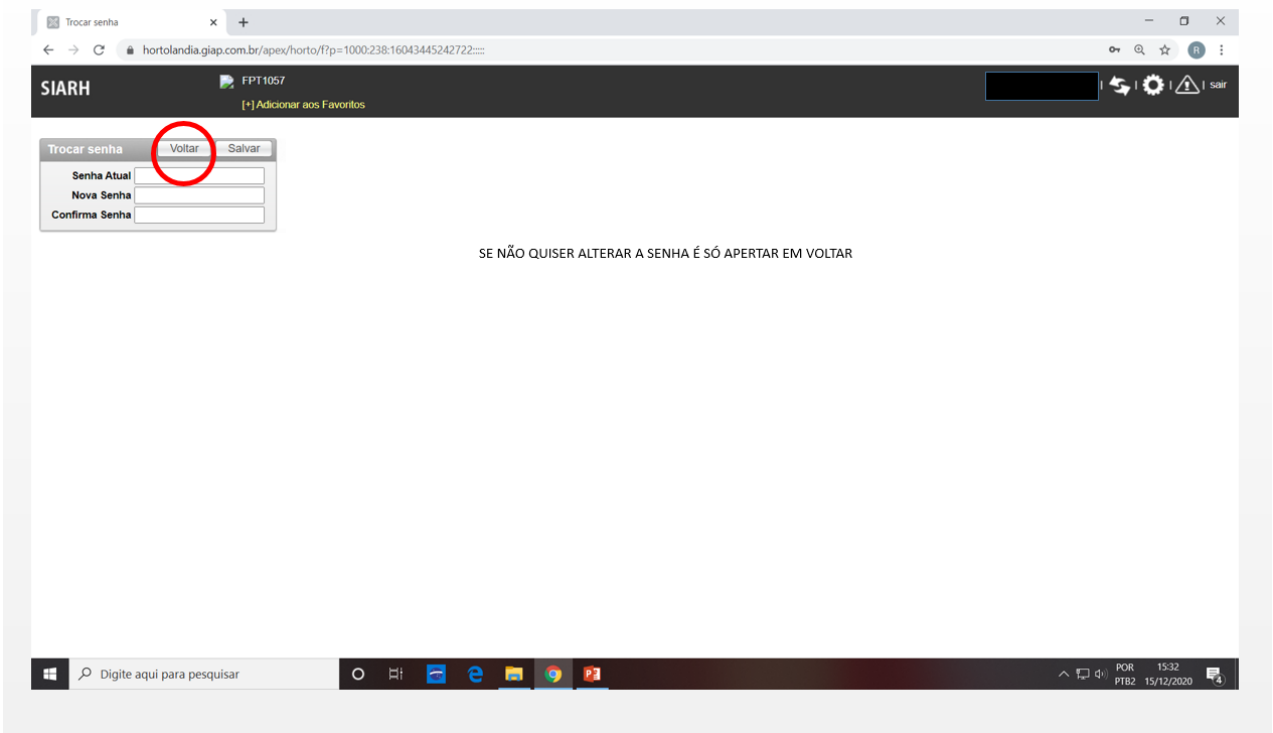 Trocar senha
hortolandia.giap.com.br/apex/horto/f?p=1000:238:16043445242722:::::
R
SIARH
FPT1057
[+] Adicionar aos Favoritos
sair
Trocar senha
Voltar
Salvar
Senha Atual
Nova Senha
Confirma Senha
SE NÃO QUISER ALTERAR A SENHA É SÓ APERTAR EM VOLTAR
Digite aqui para pesquisar
POR
15:32
PTB2
15/12/2020
4